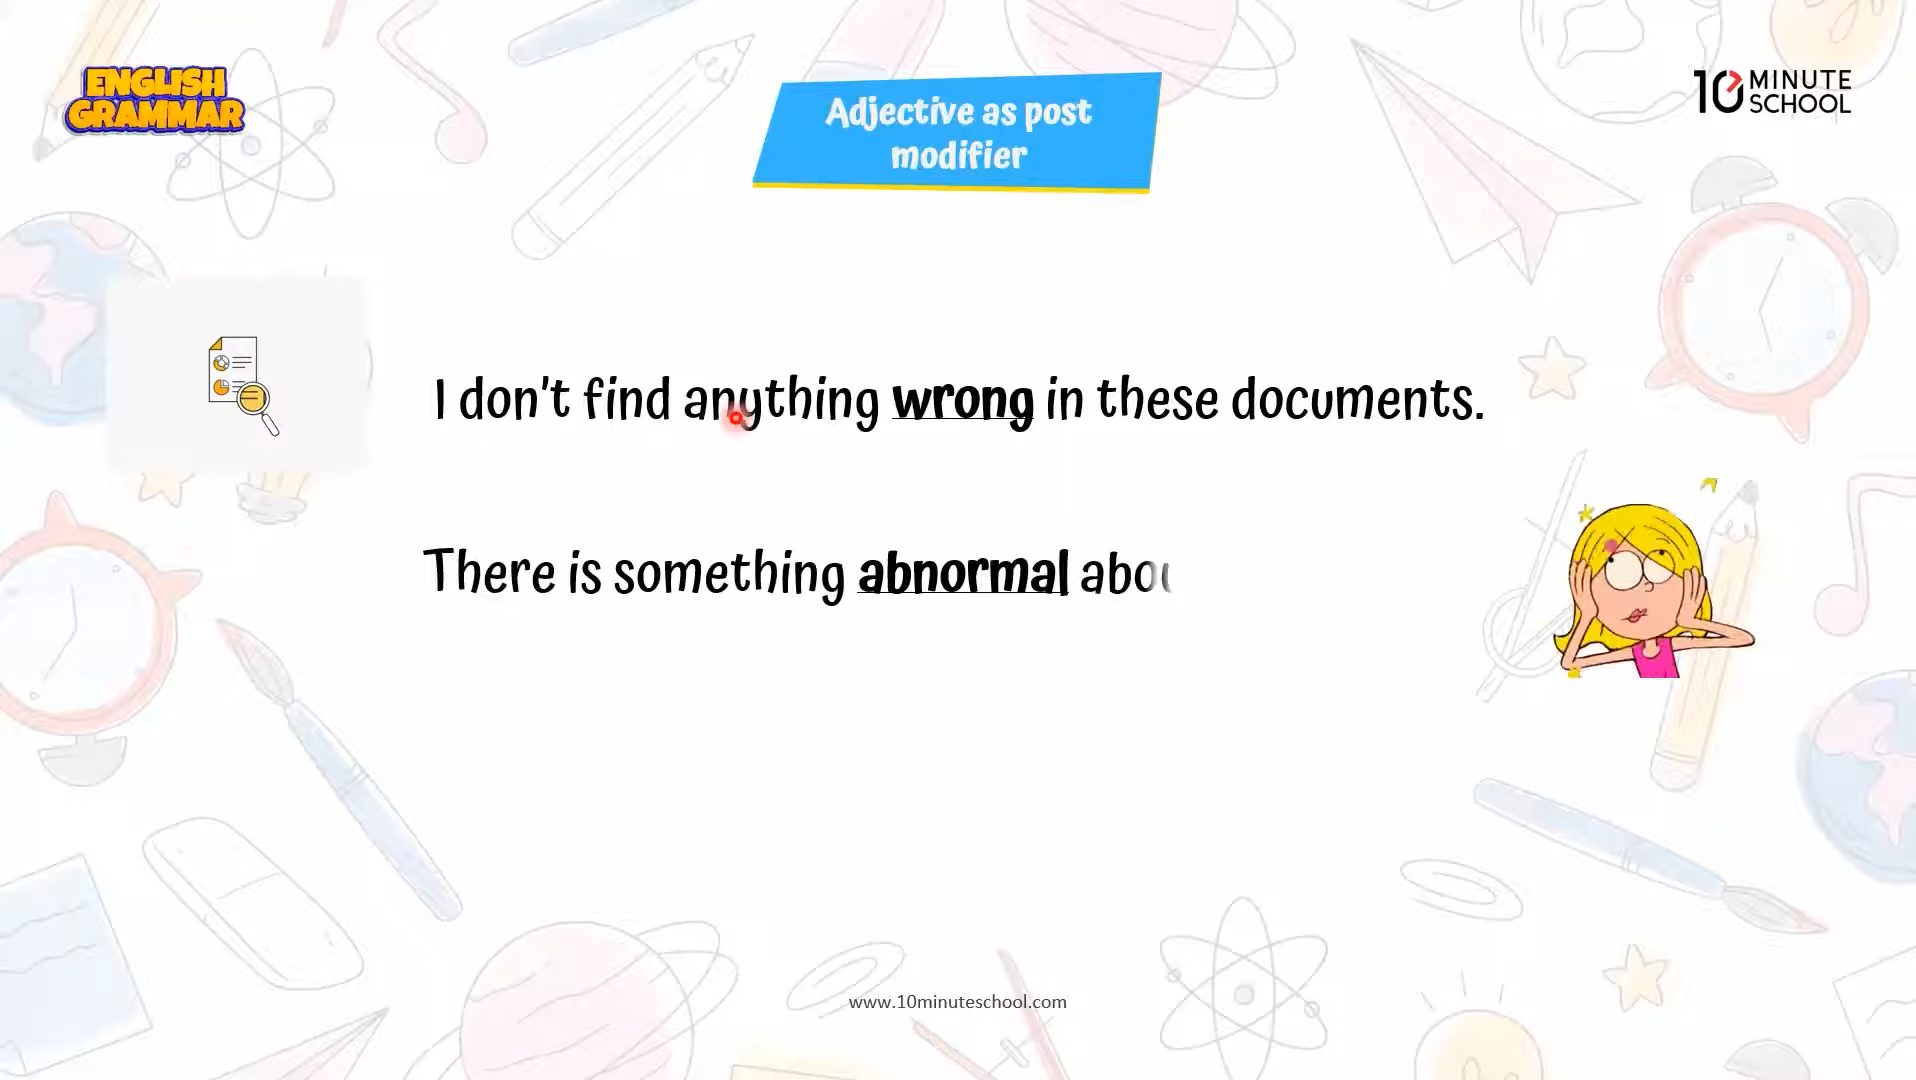 ENGLISH
GRAMMAR
Adjective as post
modifier
10 MINUTE
SCHOOL
I don't find anything wrong in these documents.
There is something abnormal
www.10minuteschool.com